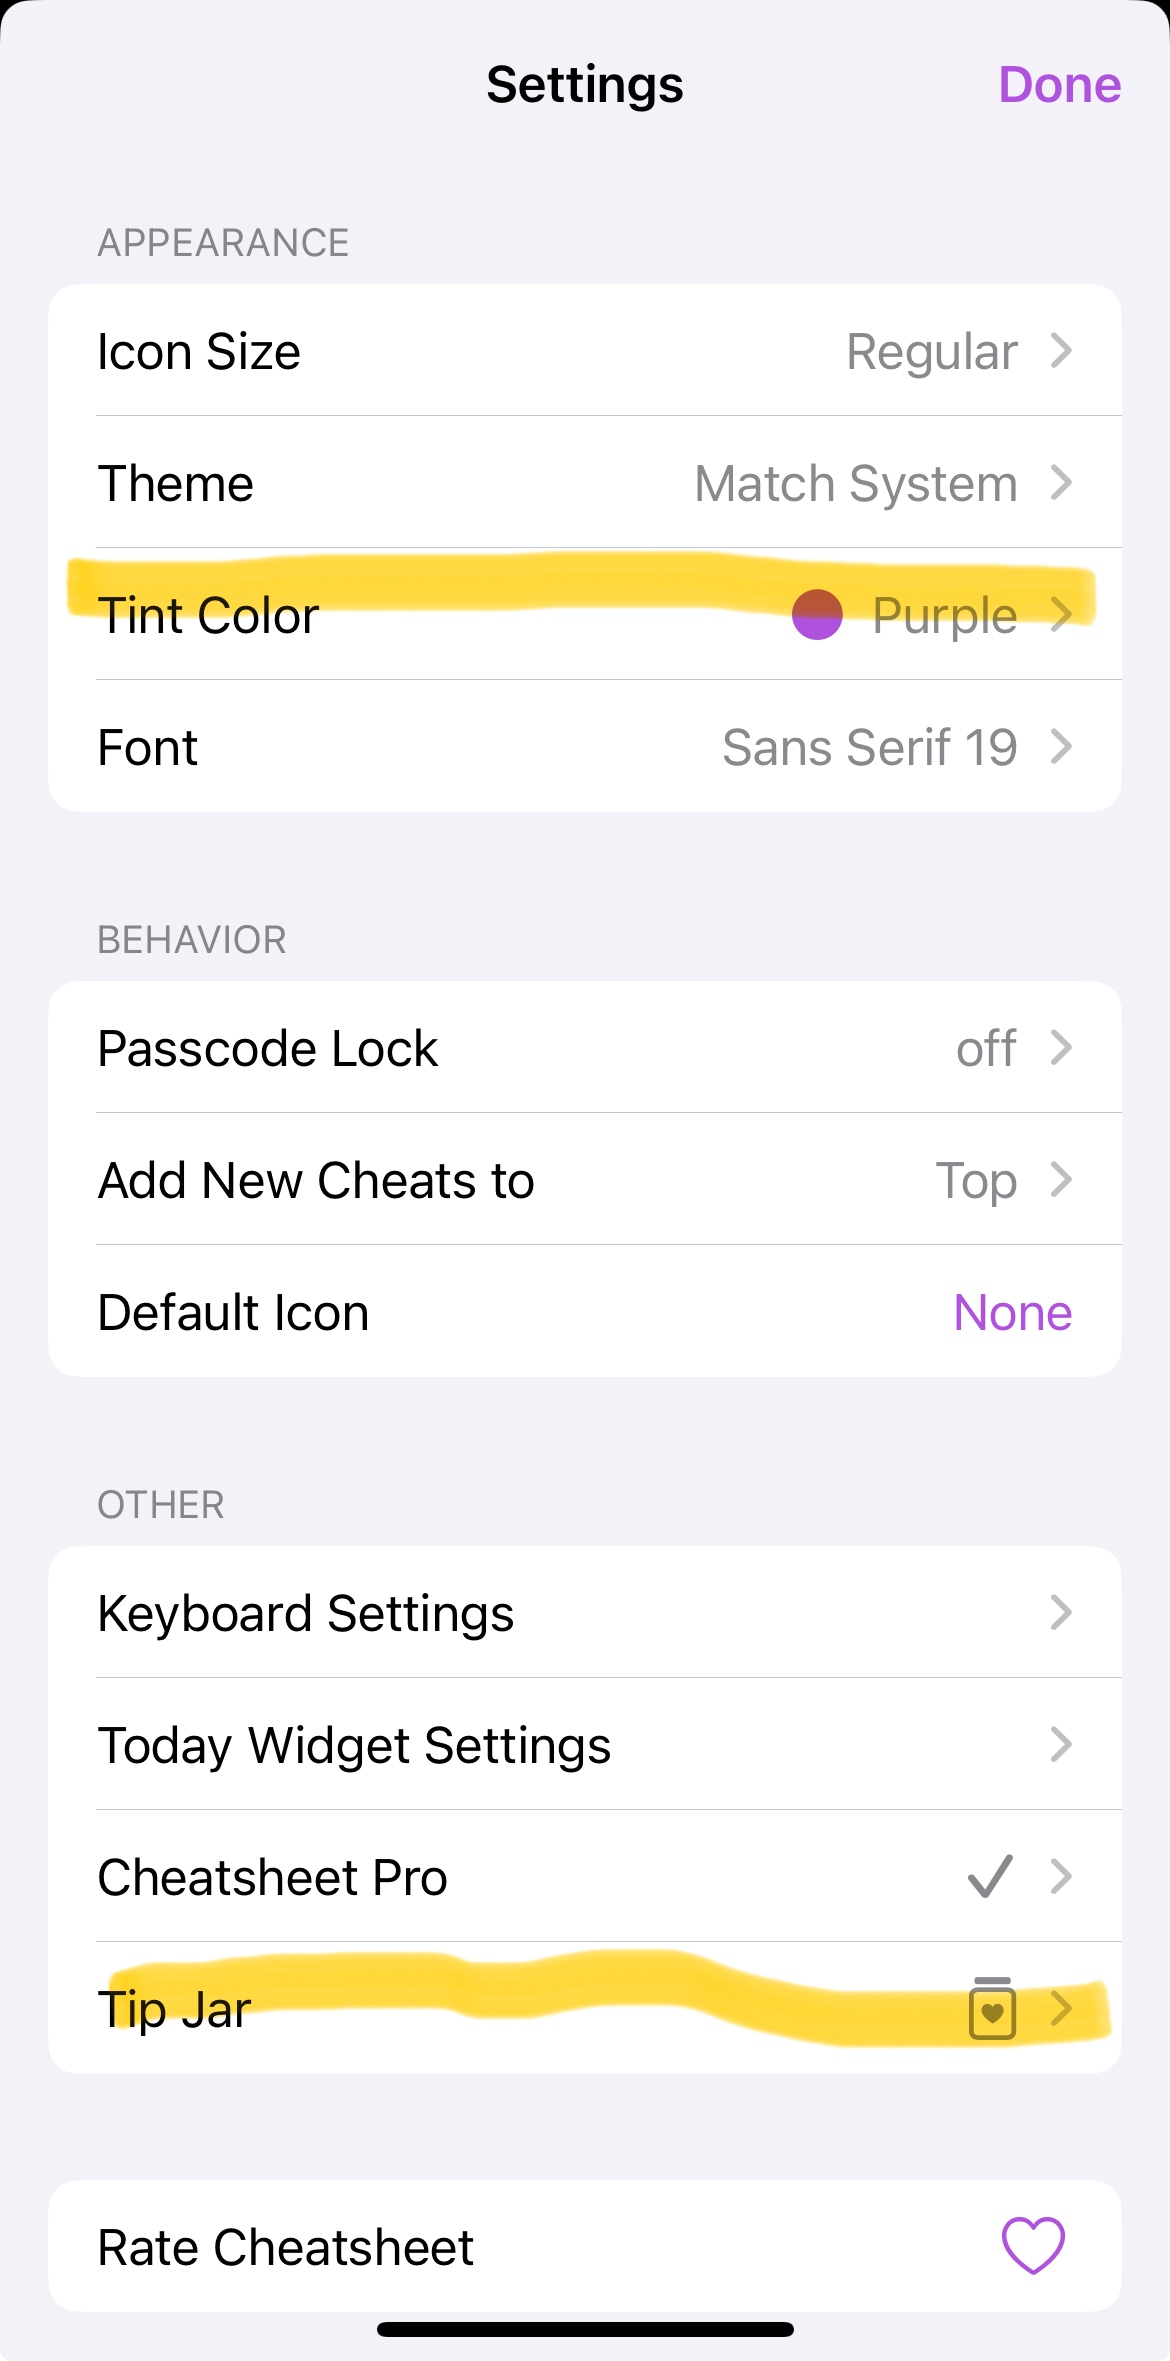 Settings Done
APPEARANCE
Icon Size Regular
Theme Match System
Tint Color Purple
Font Sans Serif 19
BEHAVIOR
Passcode Lock off
Add New Cheats to Top
Default Icon None
OTHER
Keyboard Settings
Today Widget Settings
Cheatsheet Pro
Tip Jar
Rate Cheatsheet